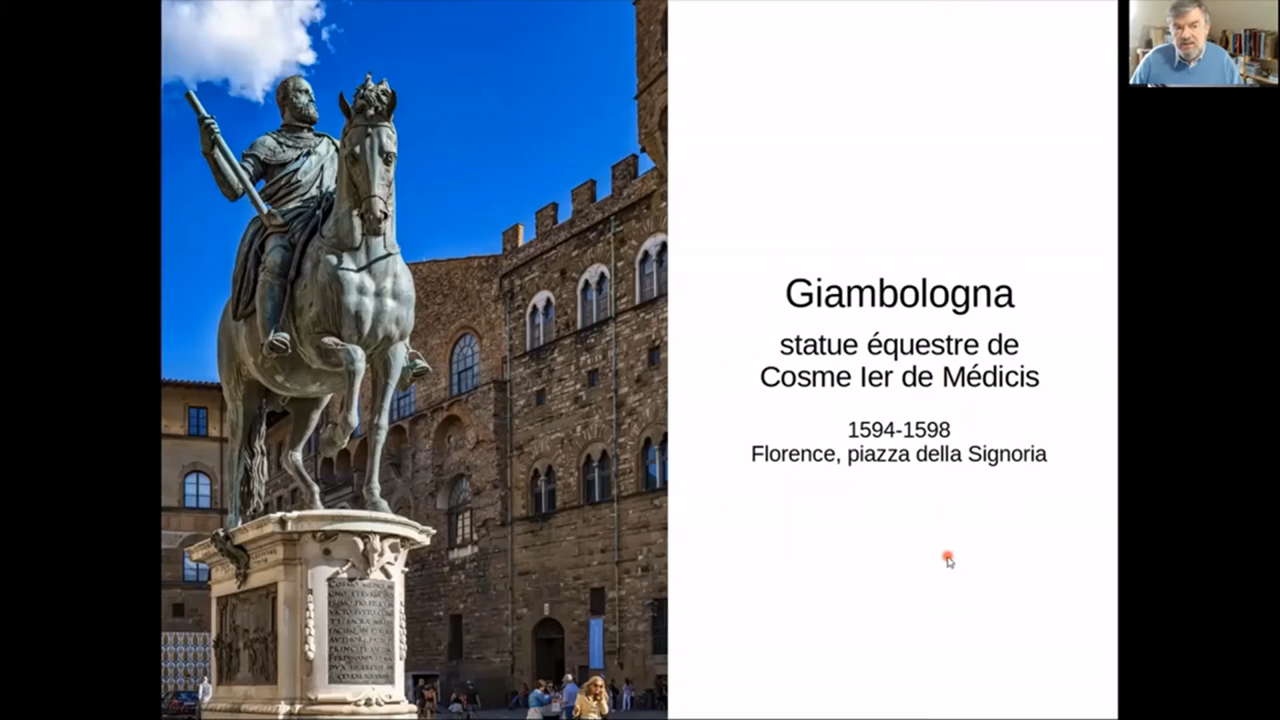 Giambologna
statue équestre de
Cosme Ier de Médicis
1594-1598
Florence, piazza della Signoria